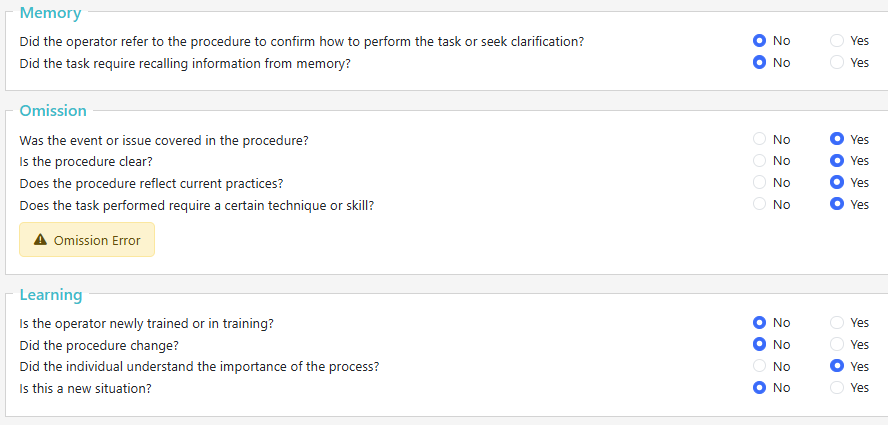 Memory
Did the operator refer to the procedure to confirm how to perform the task or seek clarification? No Yes
Did the task require recalling information from memory? No Yes
Omission
Was the event or issue covered in the procedure? No Yes
Is the procedure clear? No Yes
Does the procedure reflect current practices? No Yes
Does the task performed require a certain technique or skill? No Yes
Omission Error
Learning
Is the operator newly trained or in training? No Yes
Did the procedure change? No Yes
Did the individual understand the importance of the process? No Yes
Is this a new situation? No Yes